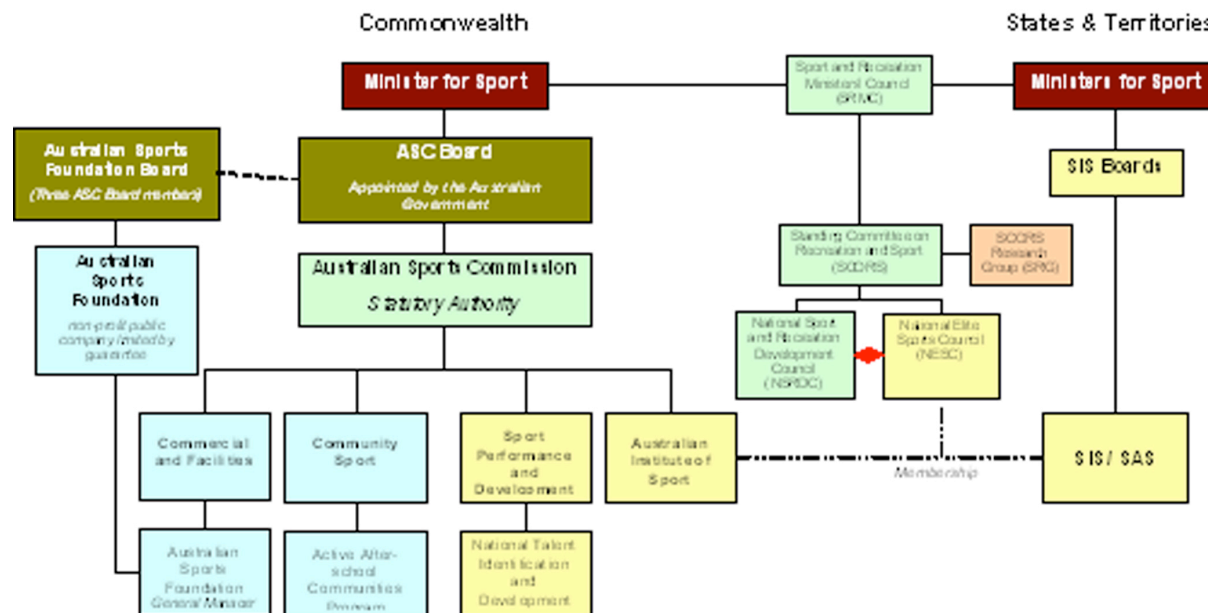 Commonwealth
States & Territories
Minister for Sport
Sport and Recreation
Ministers' Council
(SRMC)
Ministers for Sport
Australian Sports
Foundation Board
(Three ASC Board members)
ASC Board
Appointed by the Australian
Government
SIS Boards
Australian
Sports
Foundation
non-profit public
company limited by
guarantee
Australian Sports Commission
Statutory Authority
Standing Committee on
Recreation and Sport
(SCORS)
SCORS
Research
Group (SRG)
National Sport
and Recreation
Development
Council
(NSRDC)
National Elite
Sports Council
(NESC)
Commercial
and Facilities
Community
Sport
Sport
Performance
and
Development
Australian
Institute of
Sport
Membership
SIS / SAS
Australian
Sports
Foundation
General Manager
Active After-
school
Communities
Program
National Talent
Identification
and
Development